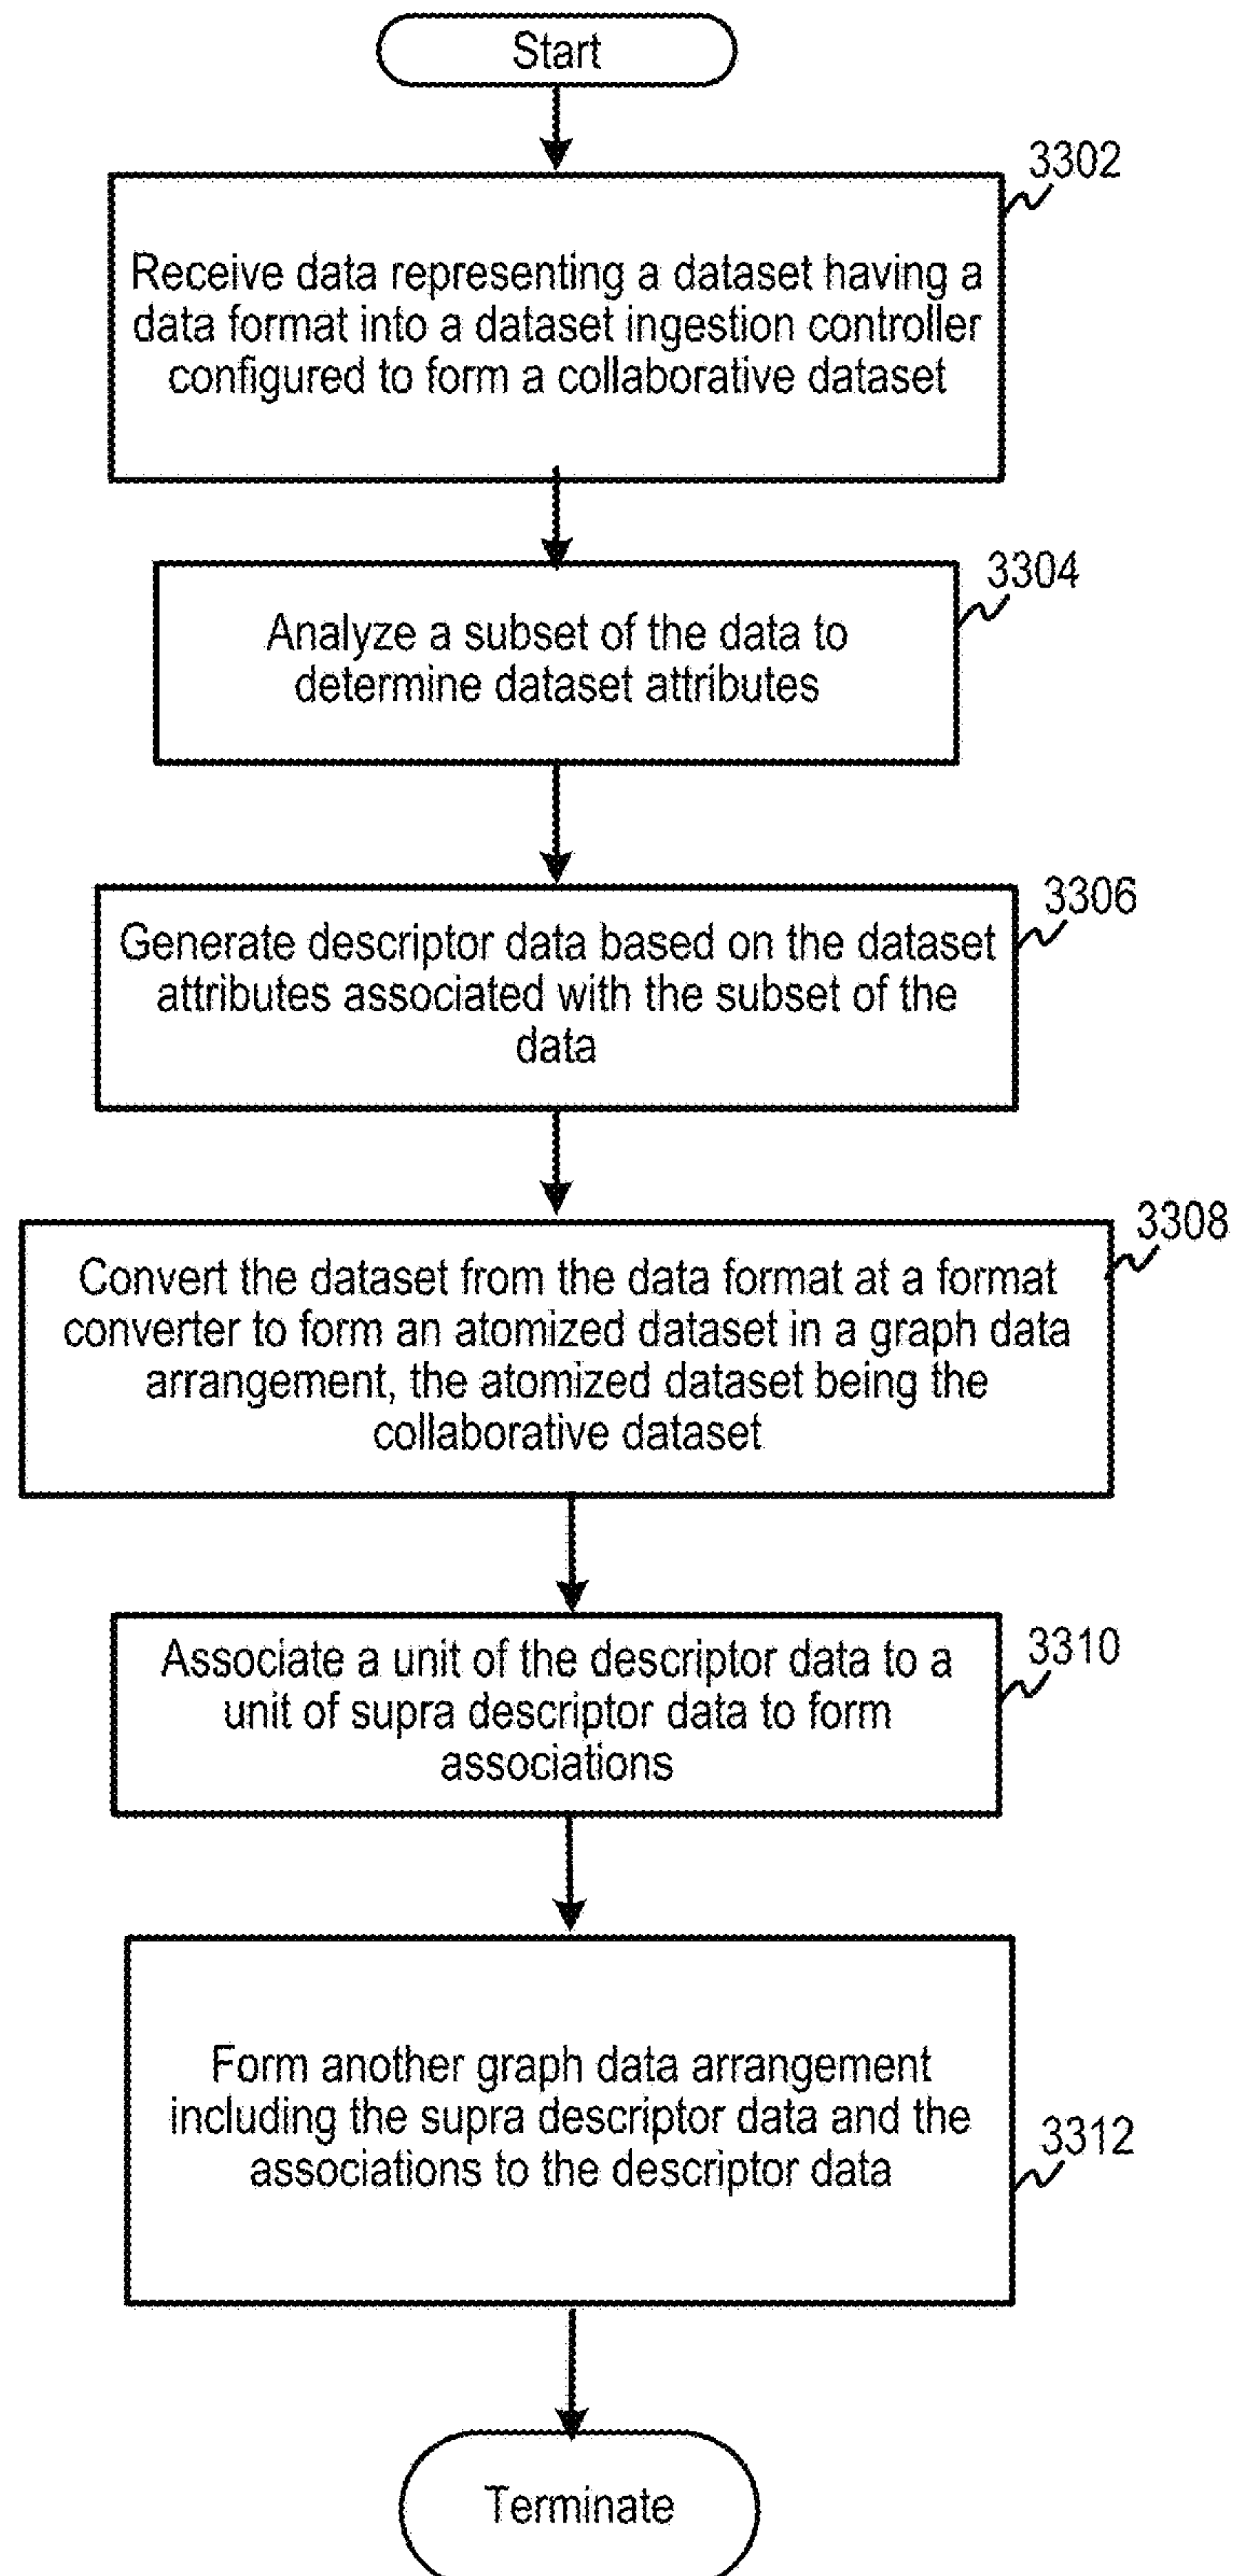 Start
3302
Receive data representing a dataset having a
data format into a dataset ingestion controller
configured to form a collaborative dataset
3304
Analyze a subset of the data to
determine dataset attributes
3306
Generate descriptor data based on the dataset
attributes associated with the subset of the
data
3308
Convert the dataset from the data format at a format
converter to form an atomized dataset in a graph data
arrangement, the atomized dataset being the
collaborative dataset
3310
Associate a unit of the descriptor data to a
unit of supra descriptor data to form
associations
Form another graph data arrangement
including the supra descriptor data and the
associations to the descriptor data
3312
Terminate